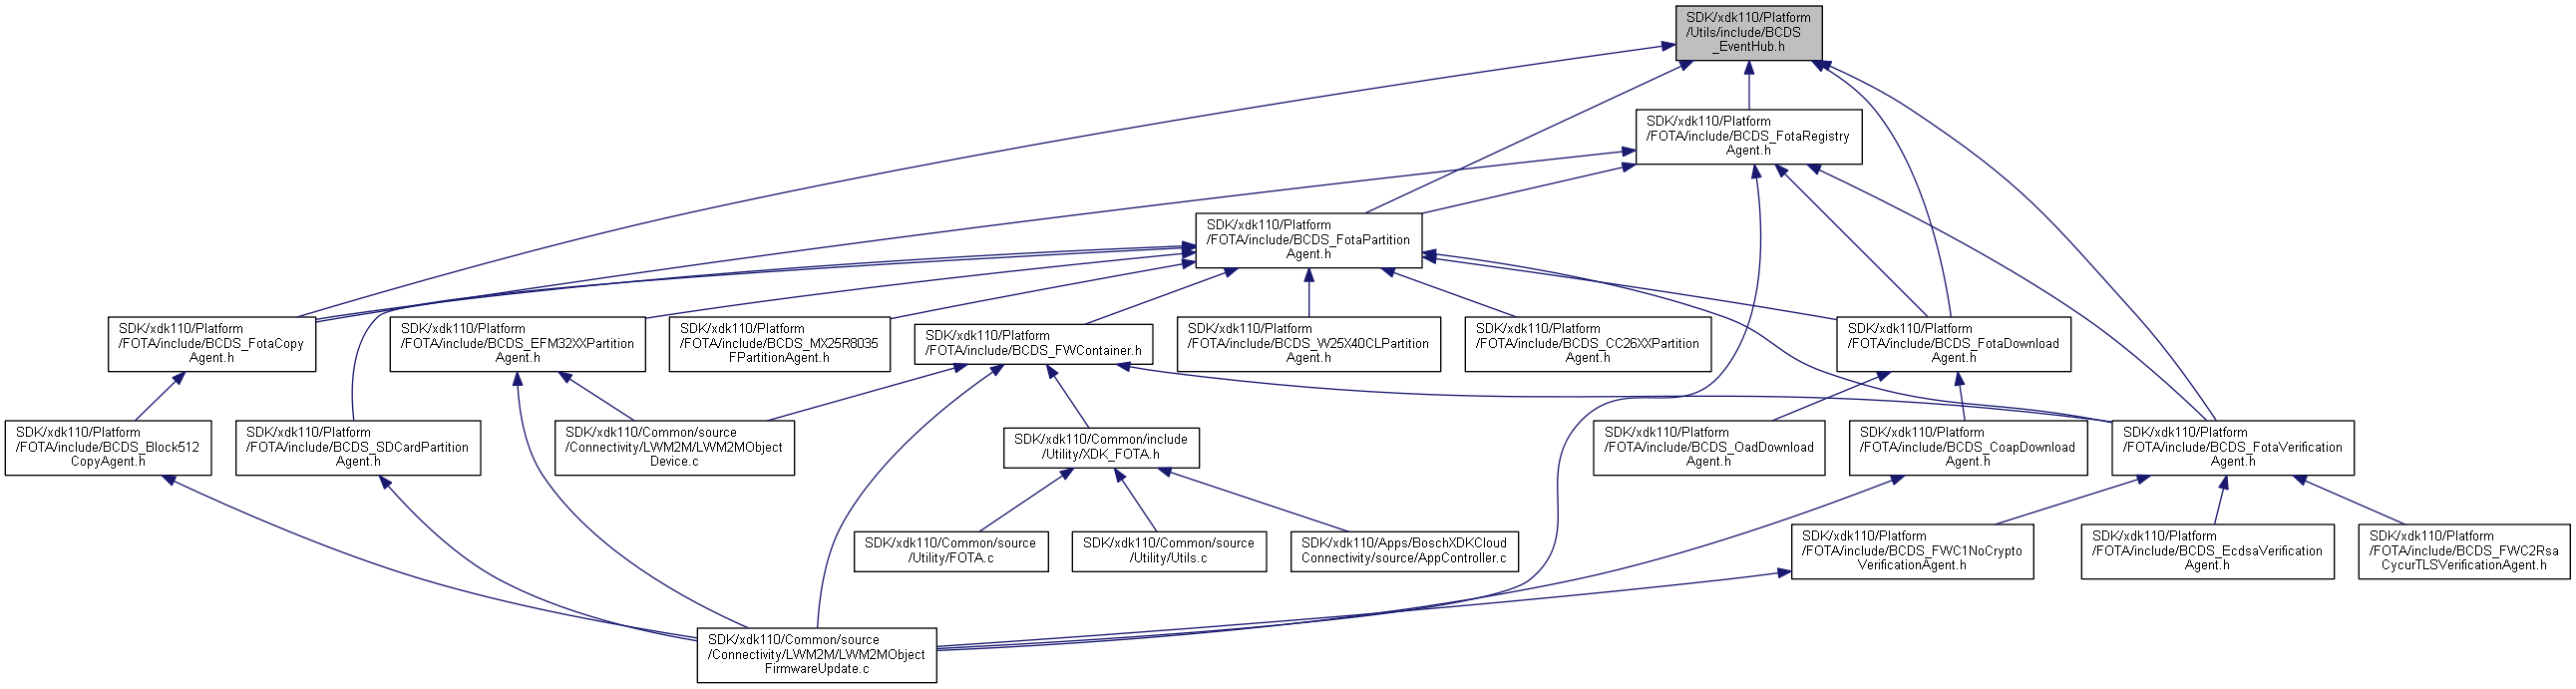 SDK/xdk110/Platform
/Utils/include/BCDS
_EventHub.h
SDK/xdk110/Platform
/FOTA/include/BCDS_FotaRegistry
Agent.h
SDK/xdk110/Platform
/FOTA/include/BCDS_FotaPartition
Agent.h
SDK/xdk110/Platform
/FOTA/include/BCDS_FotaCopy
Agent.h
SDK/xdk110/Platform
/FOTA/include/BCDS_EFM32XXPartition
Agent.h
SDK/xdk110/Platform
/FOTA/include/BCDS_MX25R8035
FPartitionAgent.h
SDK/xdk110/Platform
/FOTA/include/BCDS_FWContainer.h
SDK/xdk110/Platform
/FOTA/include/BCDS_W25X40CLPartition
Agent.h
SDK/xdk110/Platform
/FOTA/include/BCDS_CC26XXPartition
Agent.h
SDK/xdk110/Platform
/FOTA/include/BCDS_FotaDownload
Agent.h
SDK/xdk110/Platform
/FOTA/include/BCDS_Block512
CopyAgent.h
SDK/xdk110/Platform
/FOTA/include/BCDS_SDCardPartition
Agent.h
SDK/xdk110/Common/source
/Connectivity/LWM2M/LWM2MObject
Device.c
SDK/xdk110/Common/include
/Utility/XDK_FOTA.h
SDK/xdk110/Platform
/FOTA/include/BCDS_OadDownload
Agent.h
SDK/xdk110/Platform
/FOTA/include/BCDS_CoapDownload
Agent.h
SDK/xdk110/Platform
/FOTA/include/BCDS_FotaVerification
Agent.h
SDK/xdk110/Common/source
/Utility/FOTA.c
SDK/xdk110/Common/source
/Utility/Utils.c
SDK/xdk110/Apps/BoschXDKCloud
Connectivity/source/AppController.c
SDK/xdk110/Platform
/FOTA/include/BCDS_FWC1NoCrypto
VerificationAgent.h
SDK/xdk110/Platform
/FOTA/include/BCDS_EcdsaVerification
Agent.h
SDK/xdk110/Platform
/FOTA/include/BCDS_FWC2Rsa
CycurTLSVerificationAgent.h
SDK/xdk110/Common/source
/Connectivity/LWM2M/LWM2MObject
FirmwareUpdate.c